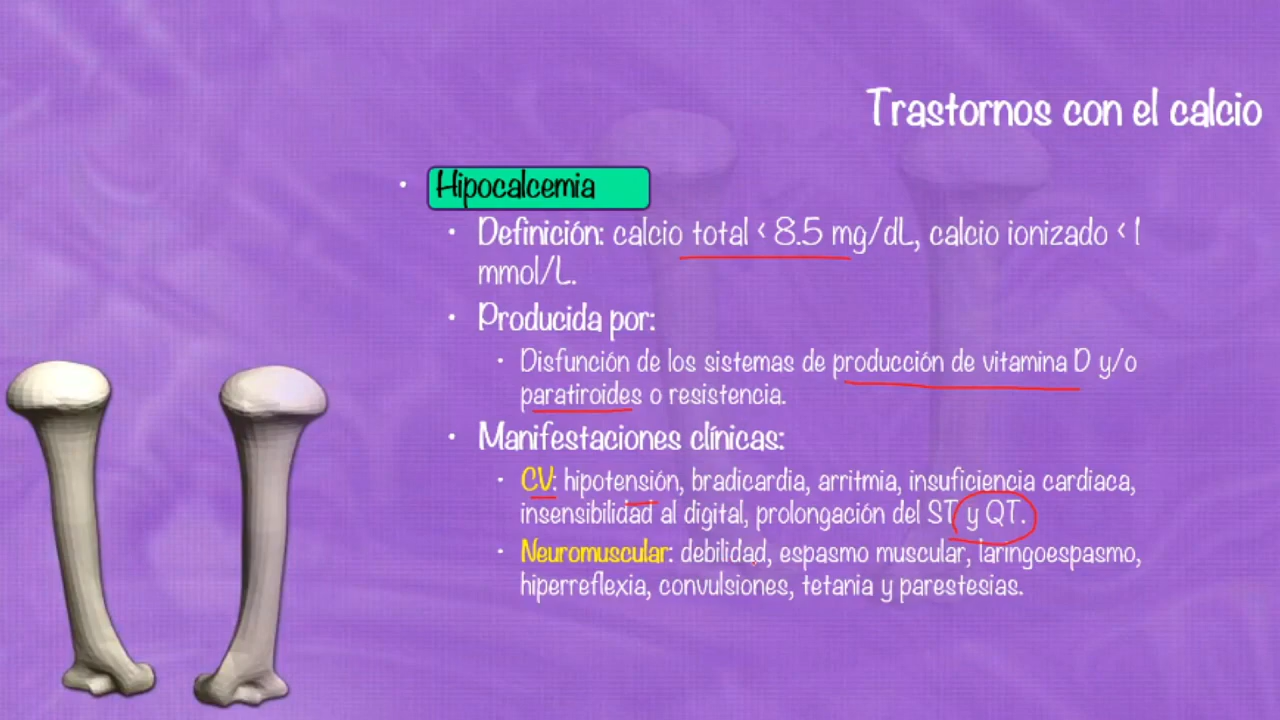 Trastornos con el calcio
• Hipocalcemia
• Definición: calcio total < 8.5 mg/dL, calcio ionizado < 1
mmol/L.
• Producida por:
• Disfunción de los sistemas de producción de vitamina D y/o
paratiroides o resistencia.
• Manifestaciones clínicas:
• CV: hipotensión, bradicardia, arritmia, insuficiencia cardiaca,
insensibilidad al digital, prolongación del ST y QT.
• Neuromuscular: debilidad, espasmo muscular, laringoespasmo,
hiperreflexia, convulsiones, tetania y parestesias.